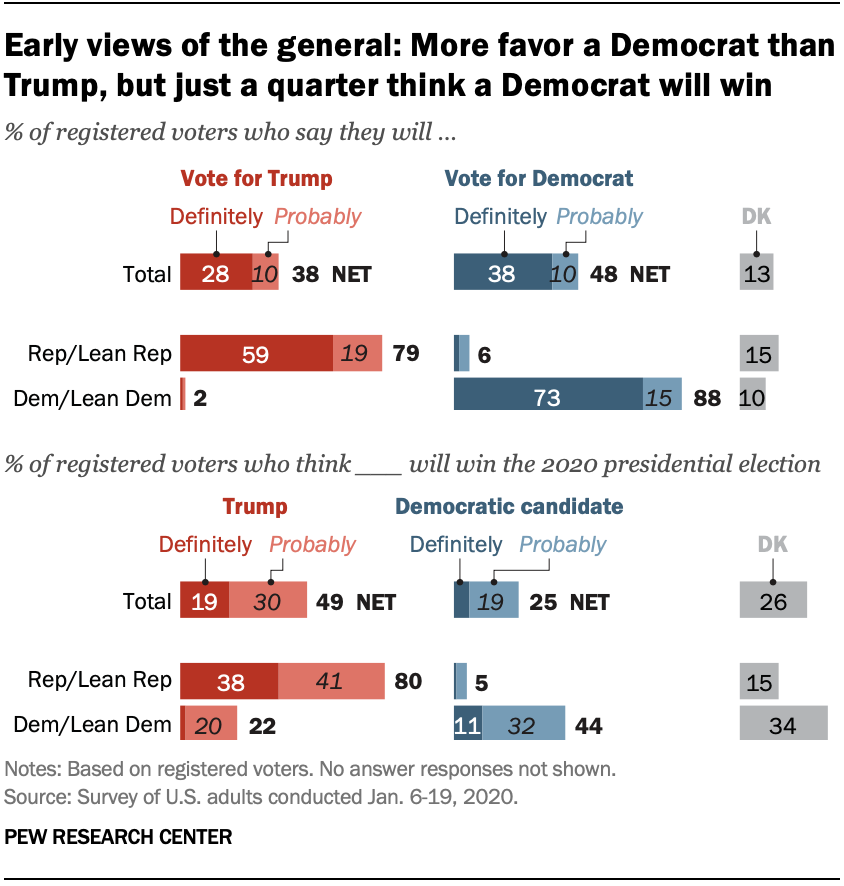 Early views of the general: More favor a Democrat than
Trump, but just a quarter think a Democrat will win
% of registered voters who say they will ...
Vote for Trump Vote for Democrat
Definitely Probably Definitely Probably DK
Total 28 10 38 NET 38 10 48 NET 13
Rep/Lean Rep 59 19 79 6 15
Dem/Lean Dem 2 73 15 88 10
% of registered voters who think ___ will win the 2020 presidential election
Trump Democratic candidate
Definitely Probably Definitely Probably DK
Total 19 30 49 NET 19 25 NET 26
Rep/Lean Rep 38 41 80 5 15
Dem/Lean Dem 20 22 11 32 44 34
Notes: Based on registered voters. No answer responses not shown.
Source: Survey of U.S. adults conducted Jan. 6-19, 2020.
PEW RESEARCH CENTER